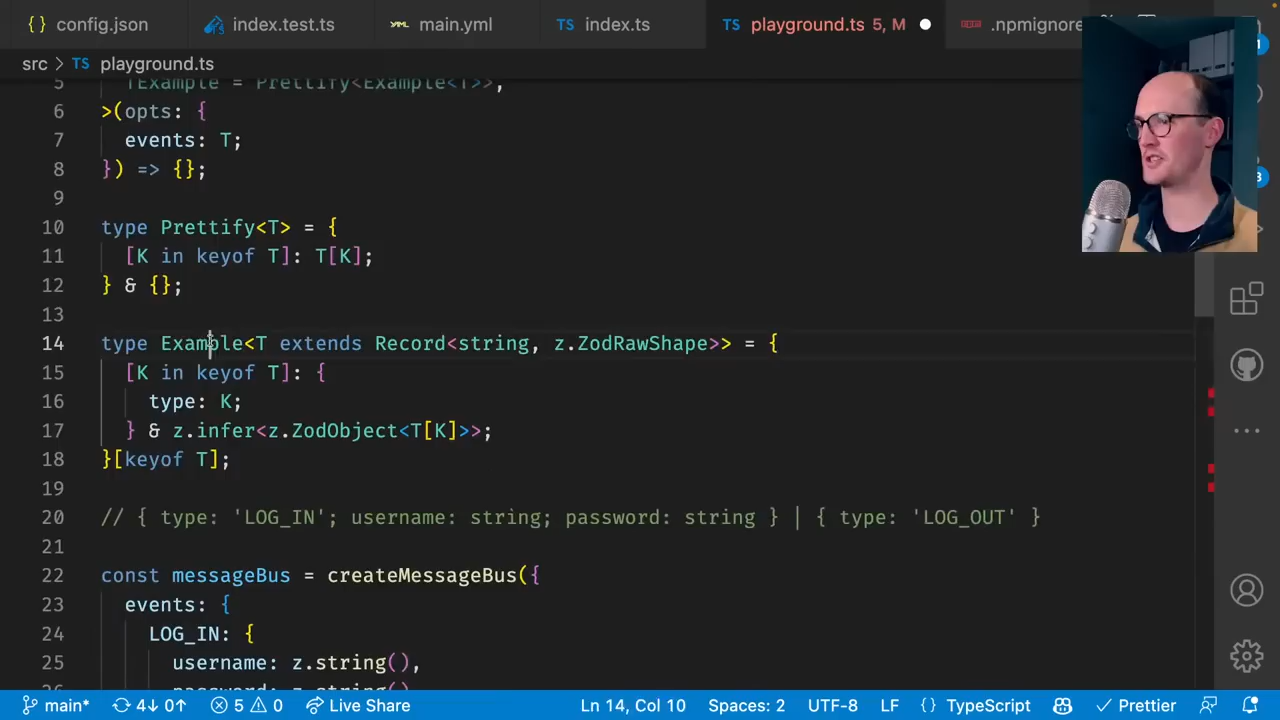 config.json index.test.ts main.yml index.ts playground.ts 5, M .npmignore
src > playground.ts
5 TExample = Prettify<Example<T>>,
6 >(opts: {
7 events: T;
8 }) => {};
9
10 type Prettify<T> = {
11 [K in keyof T]: T[K];
12 } & {};
13
14 type Example<T extends Record<string, z.ZodRawShape>> = {
15 [K in keyof T]: {
16 type: K;
17 } & z.infer<z.ZodObject<T[K]>>;
18 }[keyof T];
19
20 // { type: 'LOG_IN'; username: string; password: string } | { type: 'LOG_OUT' }
21
22 const messageBus = createMessageBus({
23 events: {
24 LOG_IN: {
25 username: z.string(),
26 password: z.string()
main* 4↓ 0↑ 5 0 Live Share Ln 14, Col 10 Spaces: 2 UTF-8 LF {} TypeScript Prettier